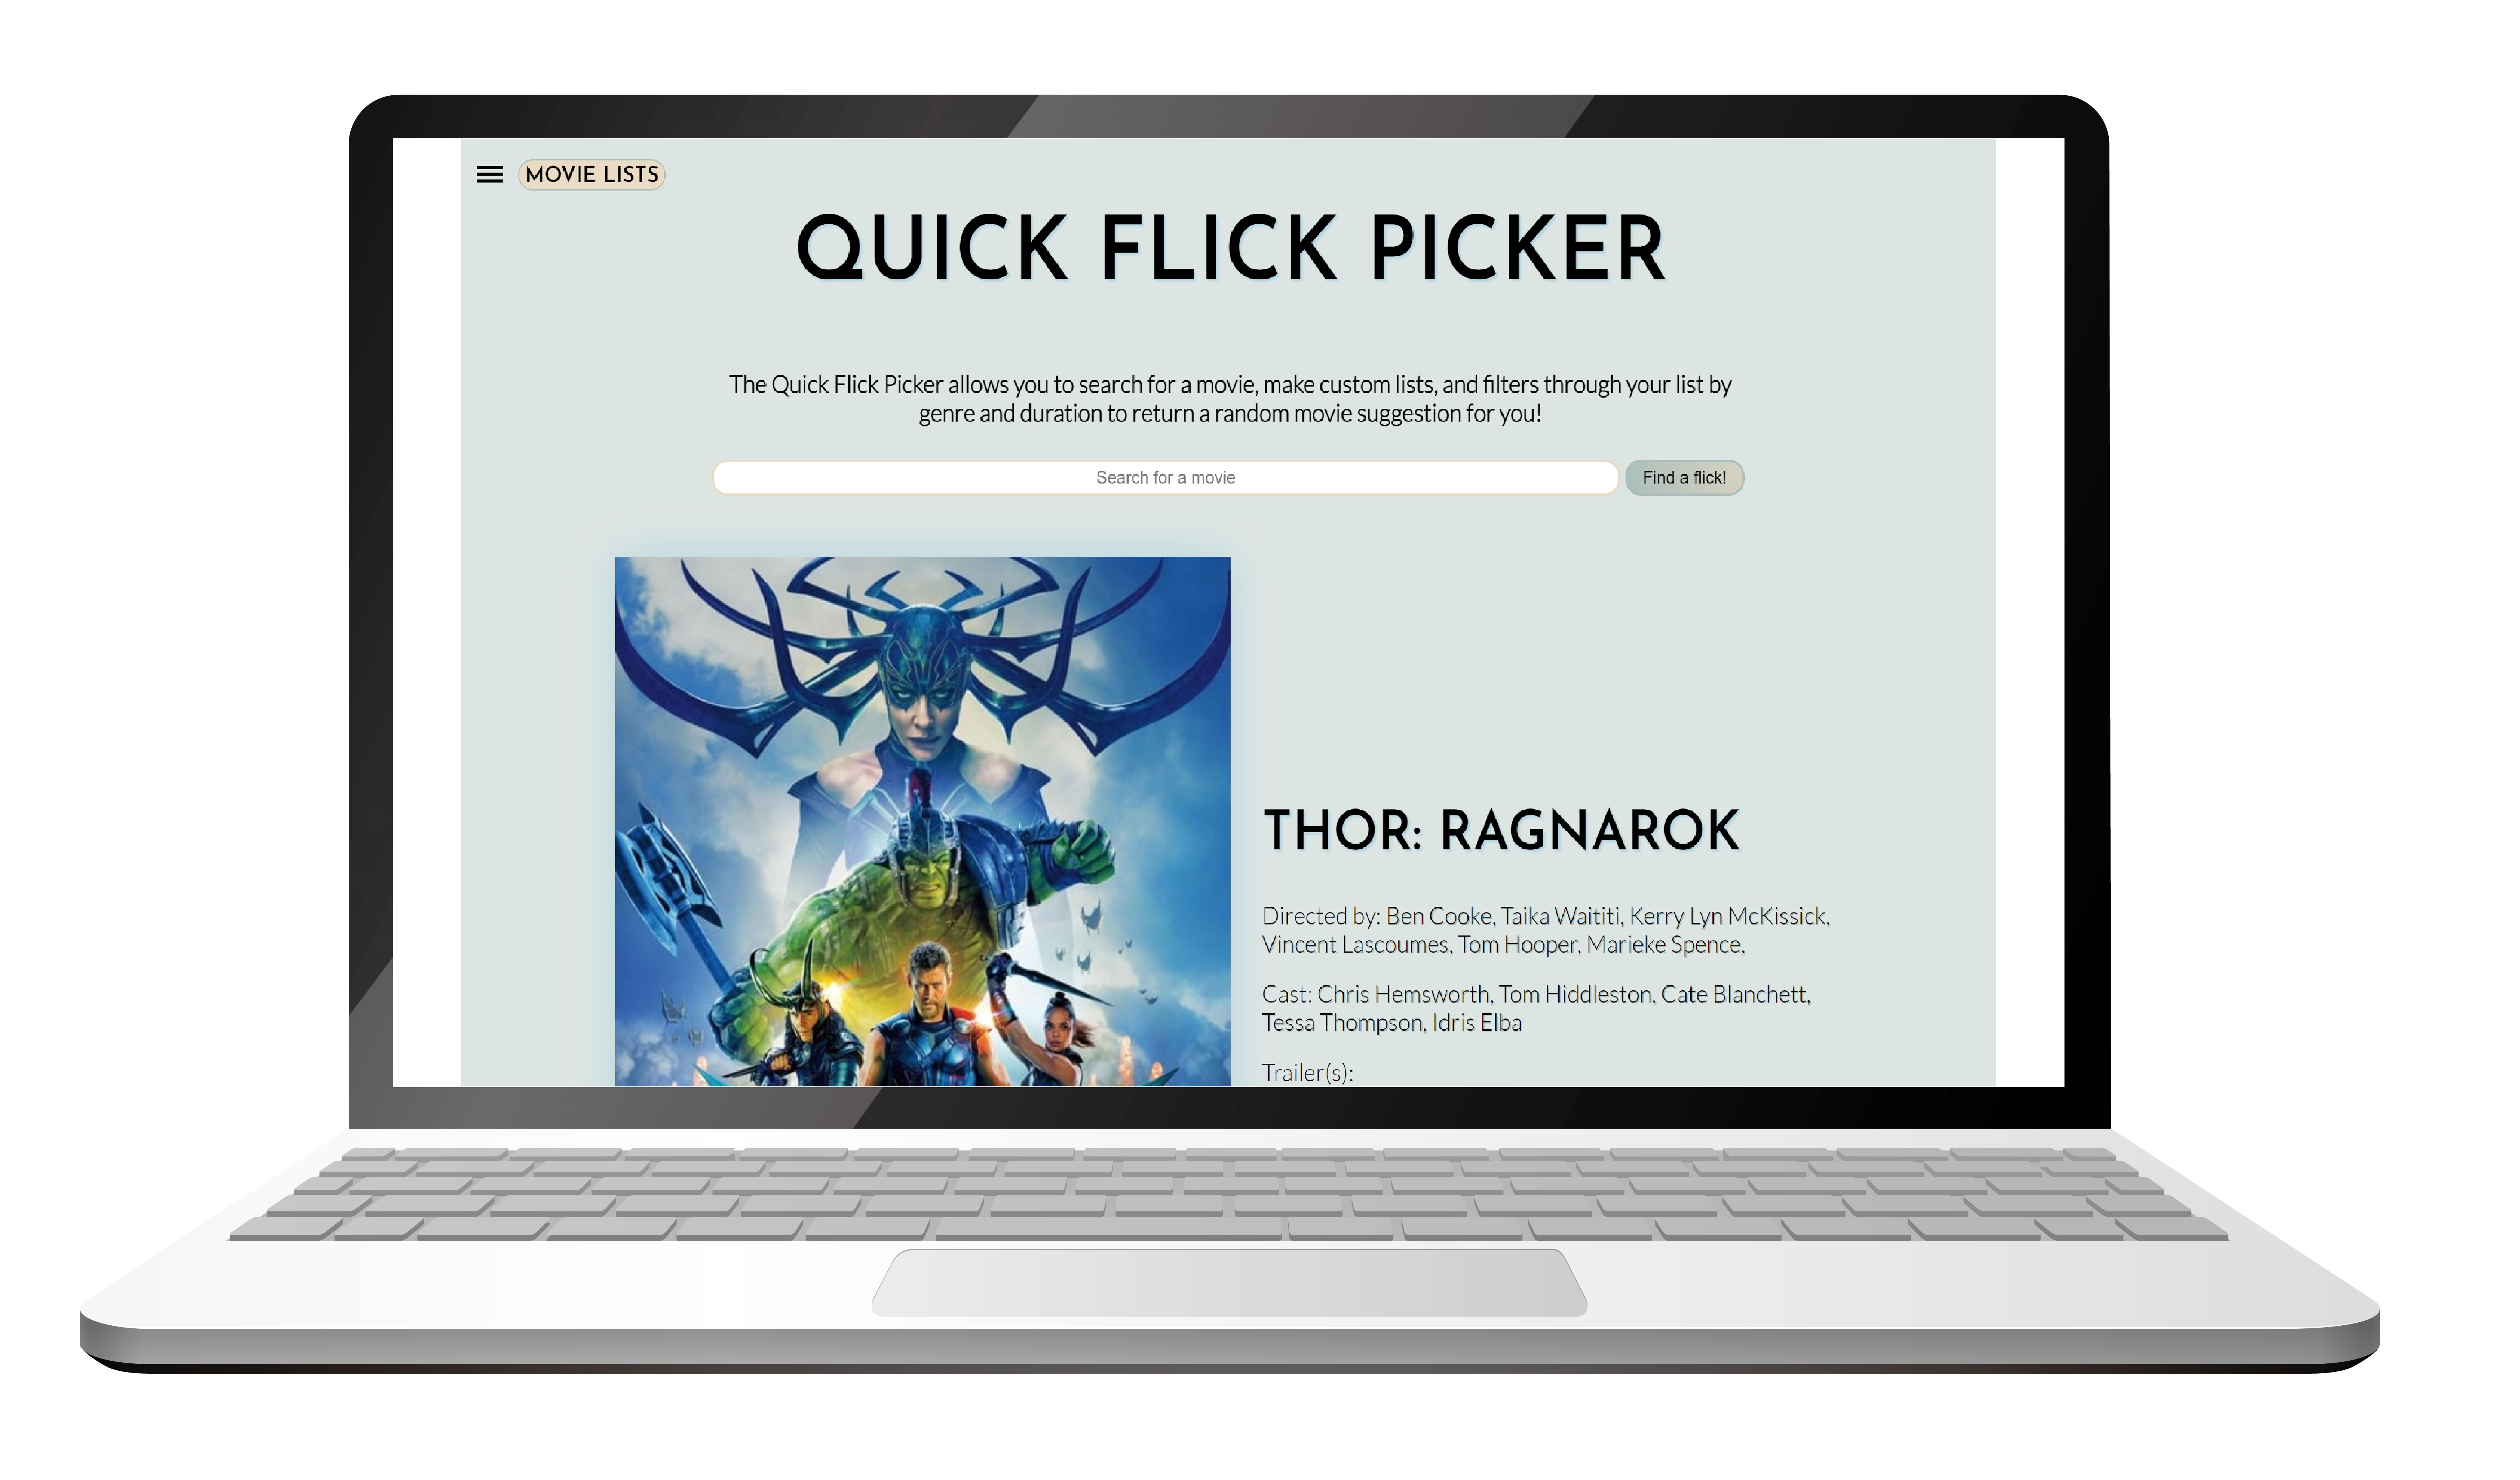 MOVIE LISTS
QUICK FLICK PICKER
The Quick Flick Picker allows you to search for a movie, make custom lists, and filters through your list by
genre and duration to return a random movie suggestion for you!
Search for a movie
Find a flick!
THOR: RAGNAROK
Directed by: Ben Cooke, Taika Waititi, Kerry Lyn McKissick,
Vincent Lascoumes, Tom Hooper, Marieke Spence,
Cast: Chris Hemsworth, Tom Hiddleston, Cate Blanchett,
Tessa Thompson, Idris Elba
Trailer(s):